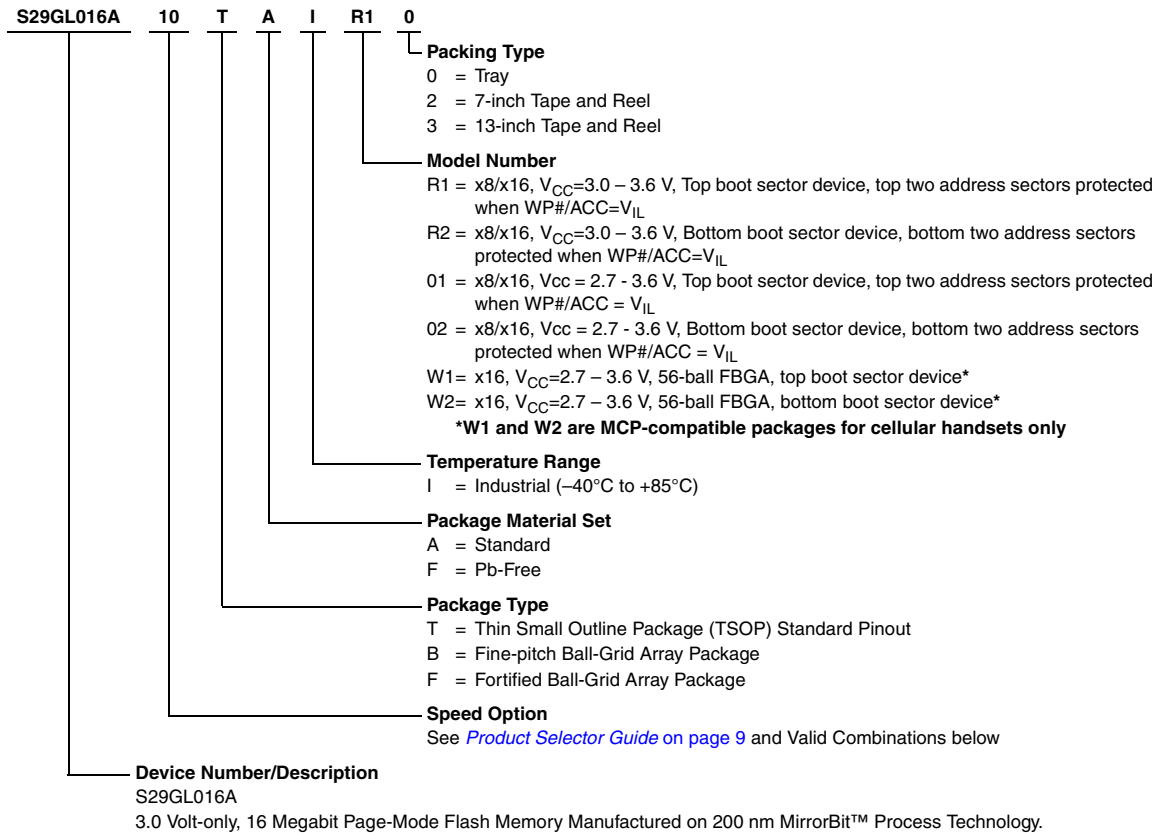 S29GL016A 10 T A I R1 0
Packing Type
0 = Tray
2 = 7-inch Tape and Reel
3 = 13-inch Tape and Reel
Model Number
R1 = x8/x16, VCC=3.0 – 3.6 V, Top boot sector device, top two address sectors protected
when WP#/ACC=VIL
R2 = x8/x16, VCC=3.0 – 3.6 V, Bottom boot sector device, bottom two address sectors
protected when WP#/ACC=VIL
01 = x8/x16, Vcc = 2.7 - 3.6 V, Top boot sector device, top two address sectors protected
when WP#/ACC = VIL
02 = x8/x16, Vcc = 2.7 - 3.6 V, Bottom boot sector device, bottom two address sectors
protected when WP#/ACC = VIL
W1= x16, VCC=2.7 – 3.6 V, 56-ball FBGA, top boot sector device*
W2= x16, VCC=2.7 – 3.6 V, 56-ball FBGA, bottom boot sector device*
*W1 and W2 are MCP-compatible packages for cellular handsets only
Temperature Range
I = Industrial (–40°C to +85°C)
Package Material Set
A = Standard
F = Pb-Free
Package Type
T = Thin Small Outline Package (TSOP) Standard Pinout
B = Fine-pitch Ball-Grid Array Package
F = Fortified Ball-Grid Array Package
Speed Option
See Product Selector Guide on page 9 and Valid Combinations below
Device Number/Description
S29GL016A
3.0 Volt-only, 16 Megabit Page-Mode Flash Memory Manufactured on 200 nm MirrorBit™ Process Technology.